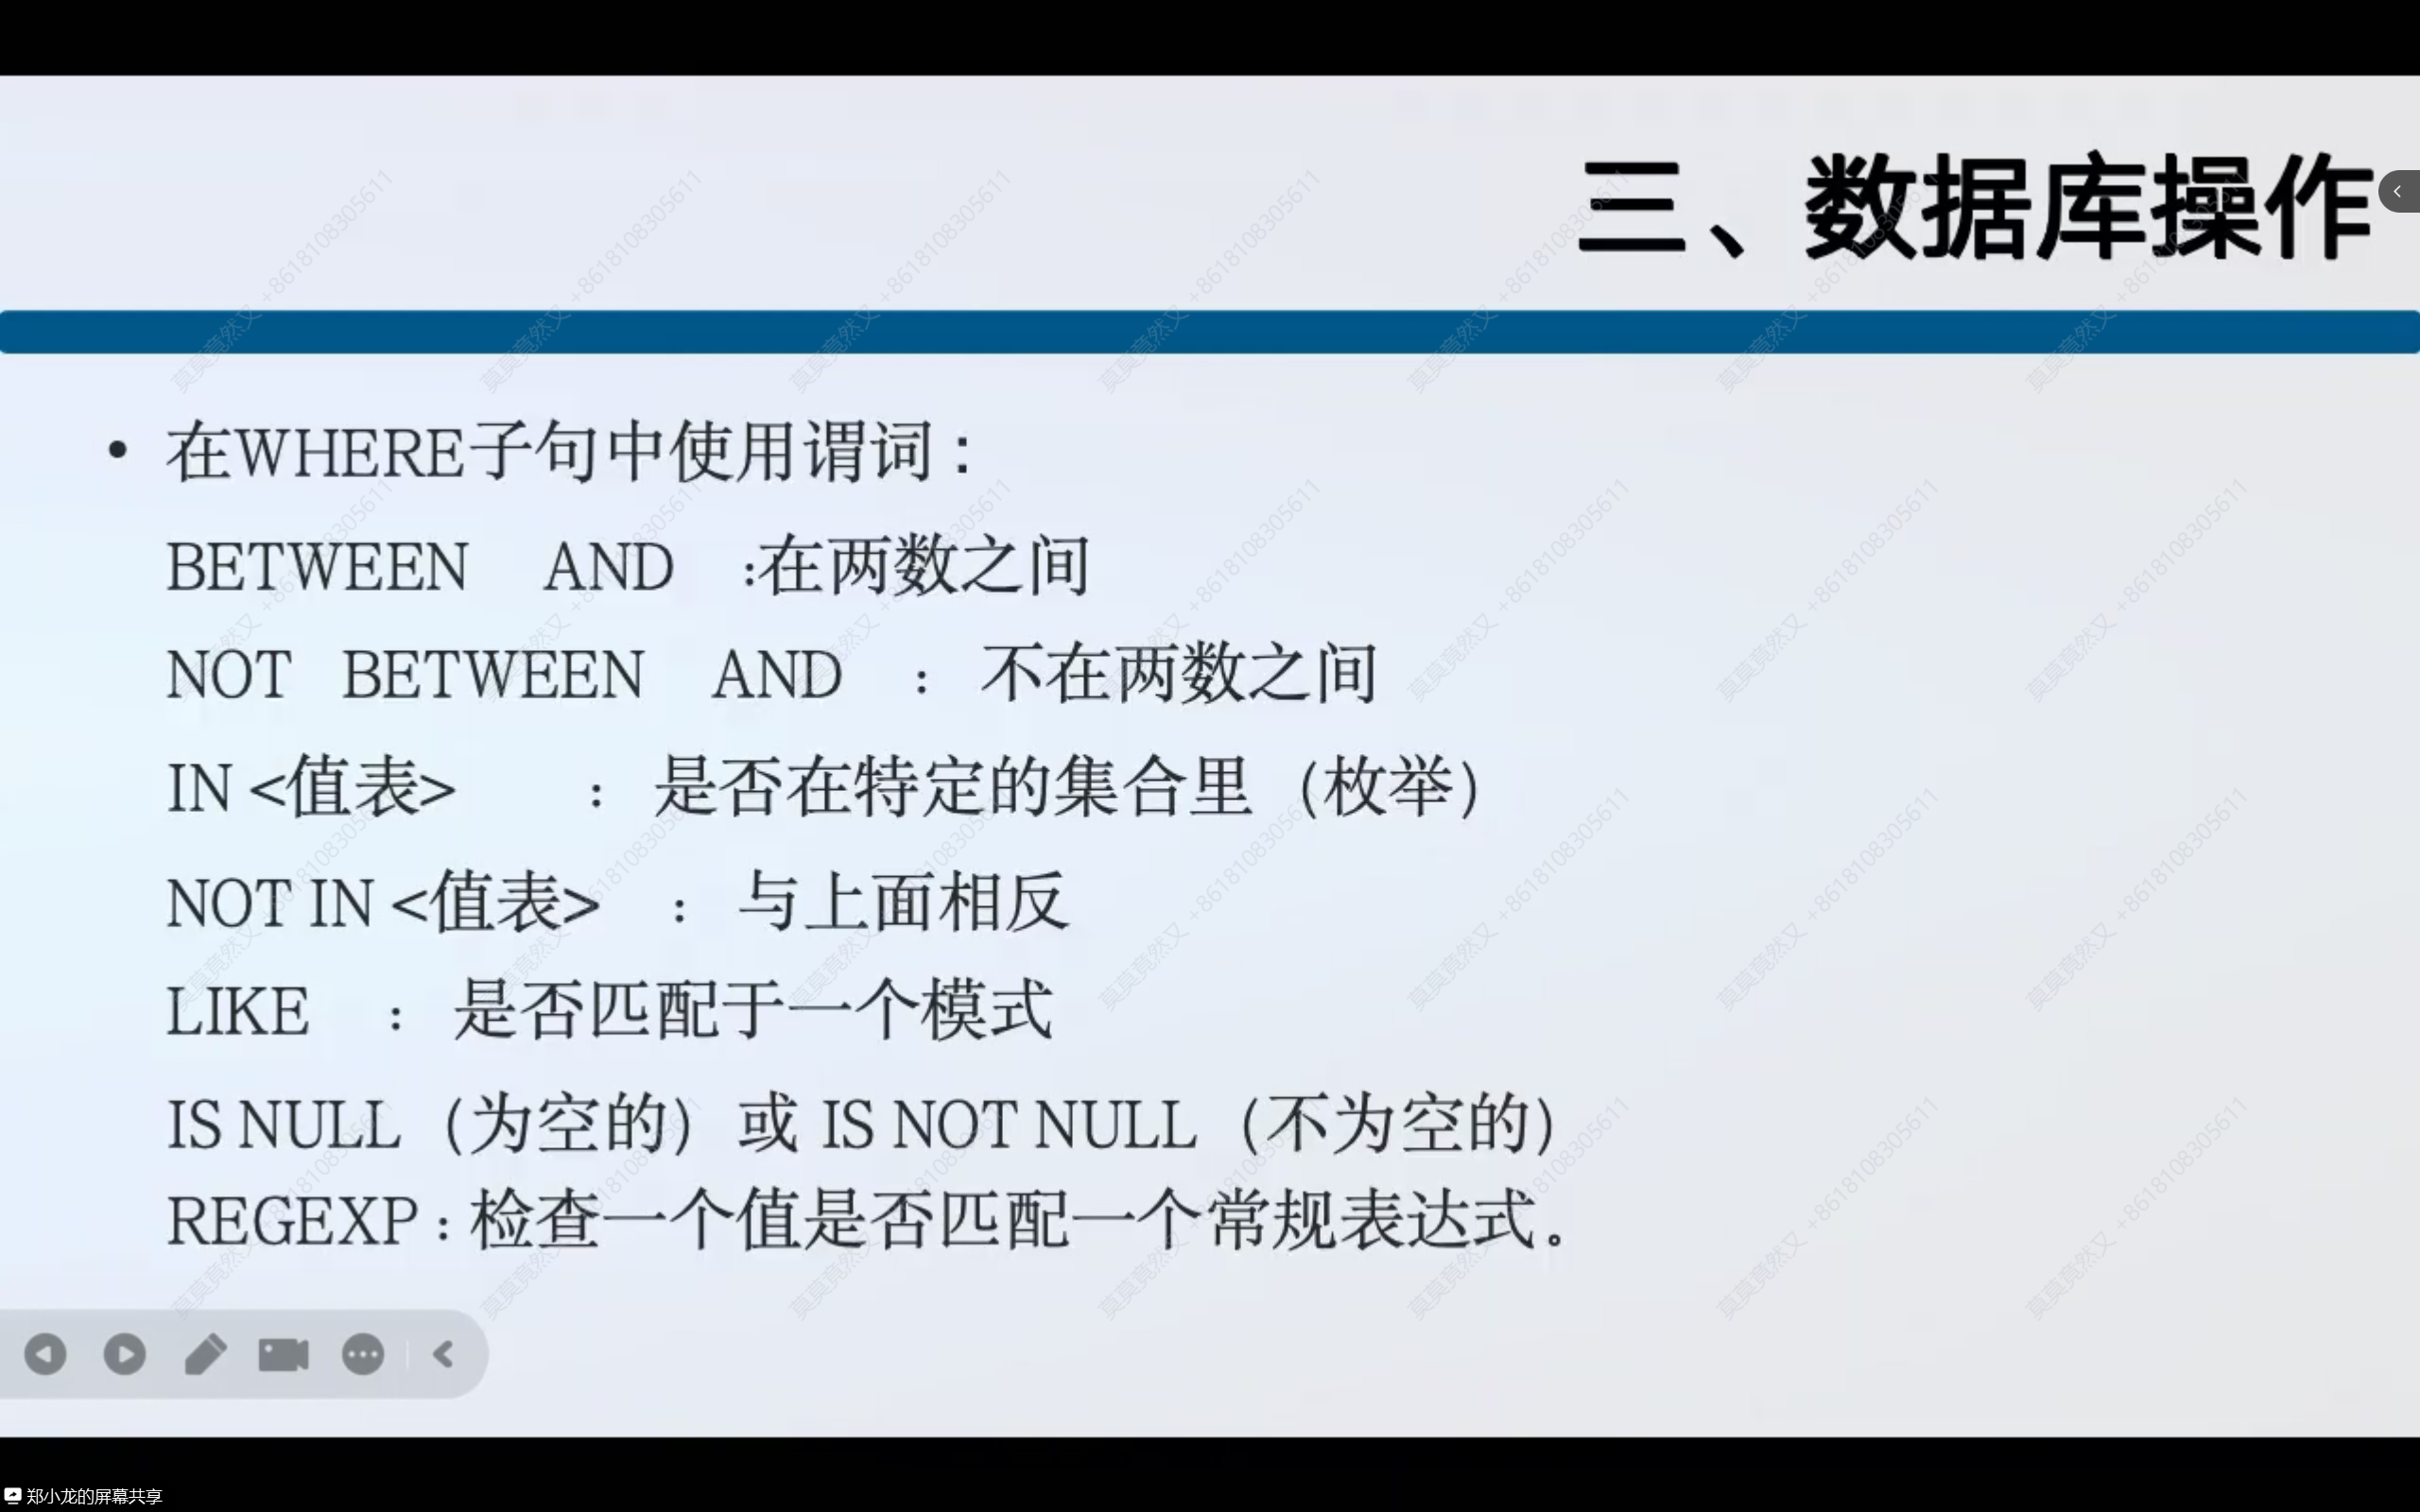 三、数据库操作
• 在WHERE子句中使用谓词：
BETWEEN AND :在两数之间
NOT BETWEEN AND ： 不在两数之间
IN <值表> ： 是否在特定的集合里（枚举）
NOT IN <值表> ： 与上面相反
LIKE ： 是否匹配于一个模式
IS NULL（为空的）或 IS NOT NULL（不为空的）
REGEXP : 检查一个值是否匹配一个常规表达式。
郑小龙的屏幕共享